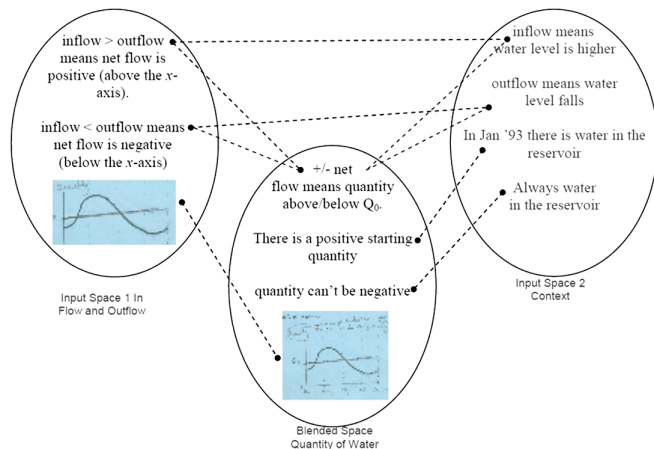 inflow > outflow
means net flow is
positive (above the x-
axis).
inflow < outflow means
net flow is negative
(below the x-axis)
Input Space 1 In
Flow and Outflow
+/- net
flow means quantity
above/below Q₀.
There is a positive starting
quantity
quantity can't be negative
Blended Space
Quantity of Water
inflow means
water level is higher
outflow means water
level falls
In Jan '93 there is water in the
reservoir
Always water
in the reservoir
Input Space 2
Context